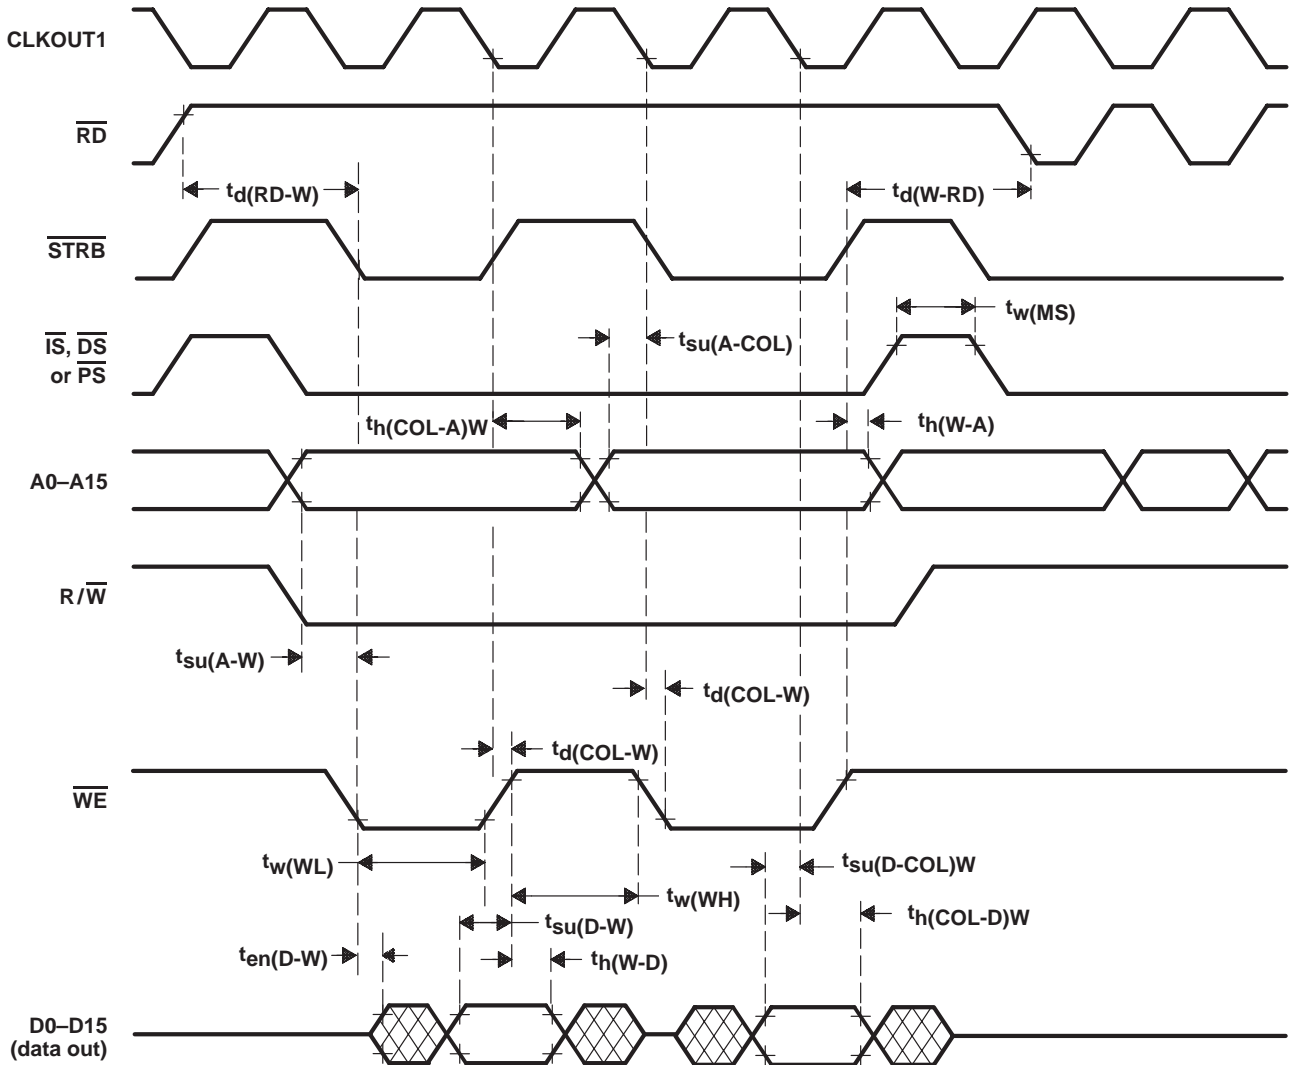 CLKOUT1
RD
td(RD-W)
td(W-RD)
STRB
tw(MS)
IS, DS
or PS
tsu(A-COL)
th(COL-A)W
th(W-A)
A0–A15
R/W
tsu(A-W)
td(COL-W)
td(COL-W)
WE
tw(WL)
tsu(D-COL)W
tw(WH)
th(COL-D)W
tsu(D-W)
ten(D-W)
th(W-D)
D0–D15
(data out)